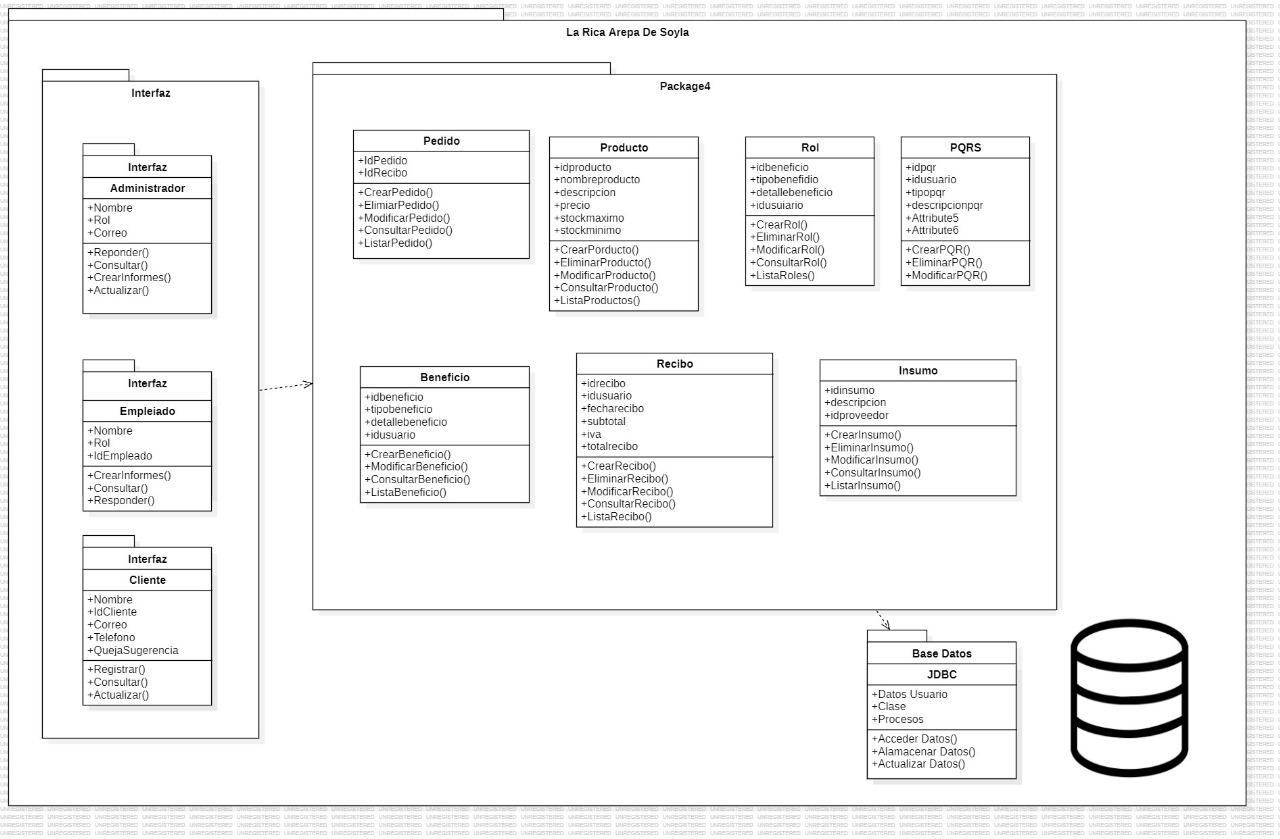 La Rica Arepa De Soyla
Interfaz
Interfaz
Administrador
+Nombre
+Rol
+Correo
+Reponder()
+Consultar()
+CrearInformes()
+Actualizar()
Interfaz
Empleiado
+Nombre
+Rol
+IdEmpleado
+CrearInformes()
+Consultar()
+Responder()
Interfaz
Cliente
+Nombre
+IdCliente
+Correo
+Telefono
+QuejaSugerencia
+Registrar()
+Consultar()
+Actualizar()
Package4
Pedido
+IdPedido
+IdRecibo
+CrearPedido()
+ElimiarPedido()
+ModificarPedido()
+ConsultarPedido()
+ListarPedido()
Producto
+idproducto
+nombreproducto
+descripcion
+precio
+stockmaximo
+stockminimo
+CrearPorducto()
+EliminarProducto()
+ModificarProducto()
+ConsultarProducto()
+ListaProductos()
Rol
+idbeneficio
+tipobenefidio
+detallebeneficio
+idusuiario
+CrearRol()
+EliminarRol()
+ModificarRol()
+ConsultarRol()
+ListaRoles()
PQRS
+idpqr
+idusuario
+tipopqr
+descripcionpqr
+Attribute5
+Attribute6
+CrearPQR()
+EliminarPQR()
+ModificarPQR()
Beneficio
+idbeneficio
+tipobeneficio
+detallebeneficio
+idusuario
+CrearBeneficio()
+ModificarBeneficio()
+ConsultarBeneficio()
+ListaBeneficio()
Recibo
+idrecibo
+idusuario
+fecharecibo
+subtotal
+iva
+totalrecibo
+CrearRecibo()
+EliminarRecibo()
+ModificarRecibo()
+ConsultarRecibo()
+ListaRecibo()
Insumo
+idinsumo
+descripcion
+idproveedor
+CrearInsumo()
+EliminarInsumo()
+ModificarInsumo()
+ConsultarInsumo()
+ListarInsumo()
Base Datos
JDBC
+Datos Usuario
+Clase
+Procesos
+Acceder Datos()
+Alamacenar Datos()
+Actualizar Datos()